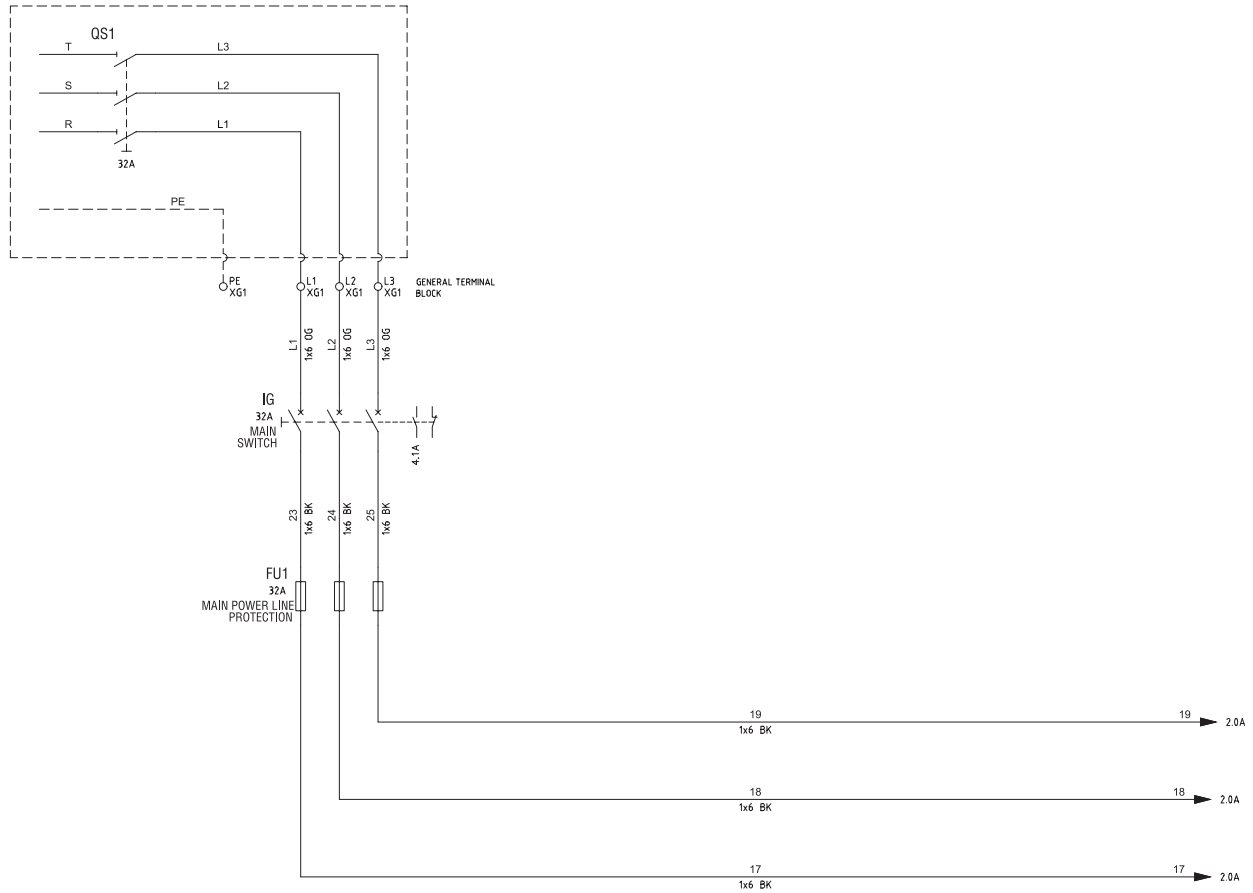 QS1
T
L3
S
L2
R
L1
32A
PE
PE
XG1
L1
XG1
L2
XG1
L3
XG1
GENERAL TERMINAL
BLOCK
L1
1x6 OG
L2
1x6 OG
L3
1x6 OG
IG
32A
MAIN
SWITCH
4.1A
23
1x6 BK
24
1x6 BK
25
1x6 BK
FU1
32A
MAIN POWER LINE
PROTECTION
19
1x6 BK
19
2.0A
18
1x6 BK
18
2.0A
17
1x6 BK
17
2.0A